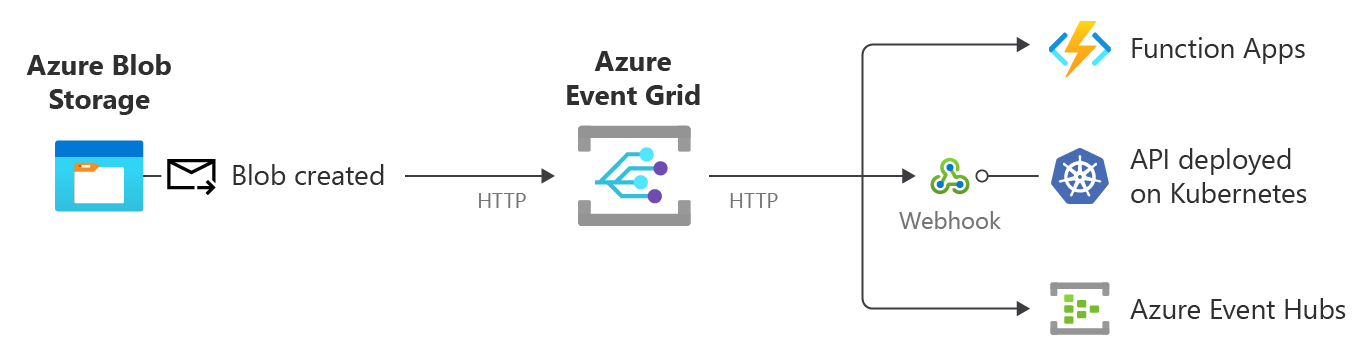 Azure Blob
Storage
Blob created
HTTP
Azure
Event Grid
HTTP
Function Apps
Webhook
API deployed
on Kubernetes
Azure Event Hubs